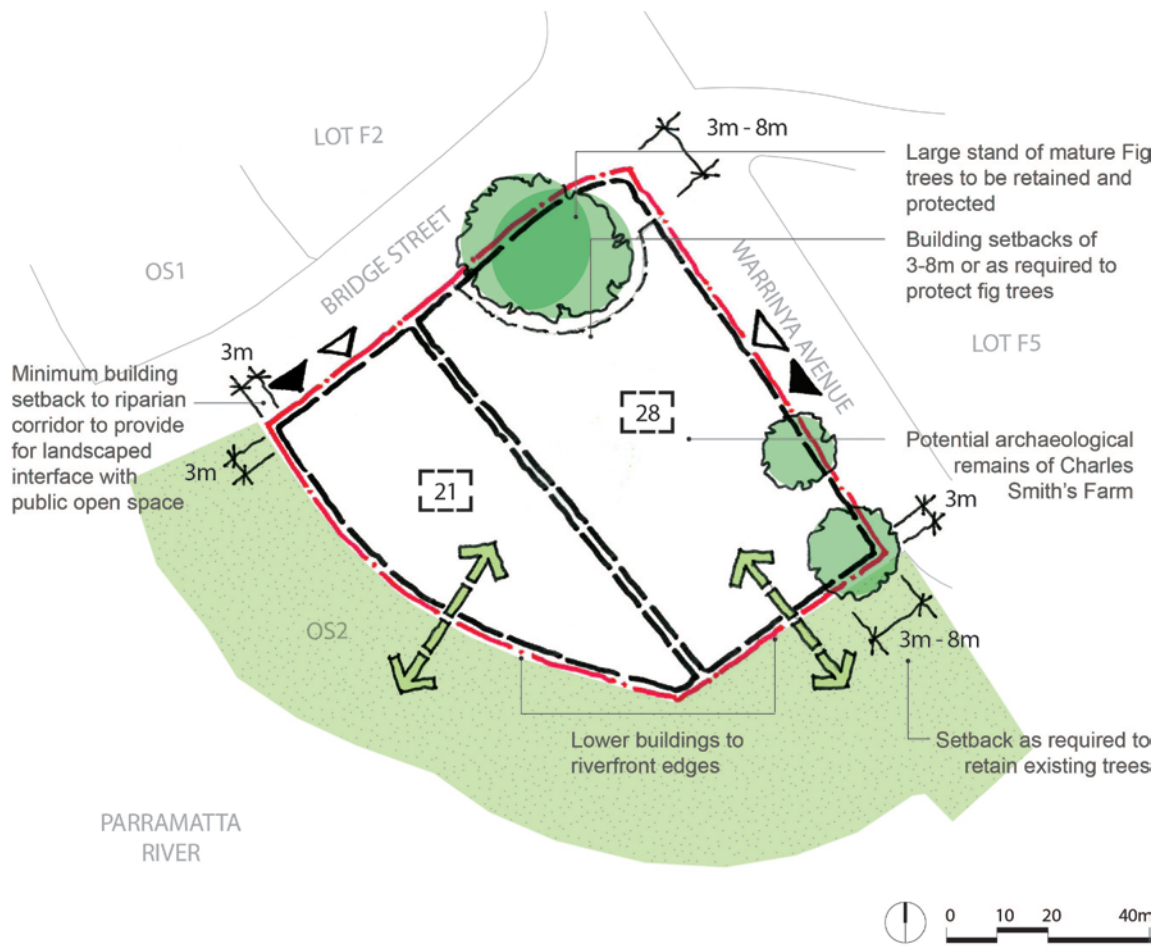 LOT F2
3m - 8m
Large stand of mature Fig
trees to be retained and
protected
BRIDGE STREET
Building setbacks of
3-8m or as required to
protect fig trees
OS1
WARRINYA AVENUE
LOT F5
3m
Minimum building
setback to riparian
corridor to provide
for landscaped
interface with
public open space
3m
28
Potential archaeological
remains of Charles
Smith's Farm
21
3m
OS2
3m - 8m
Lower buildings to
riverfront edges
Setback as required to
retain existing trees
PARRAMATTA
RIVER
0 10 20 40m